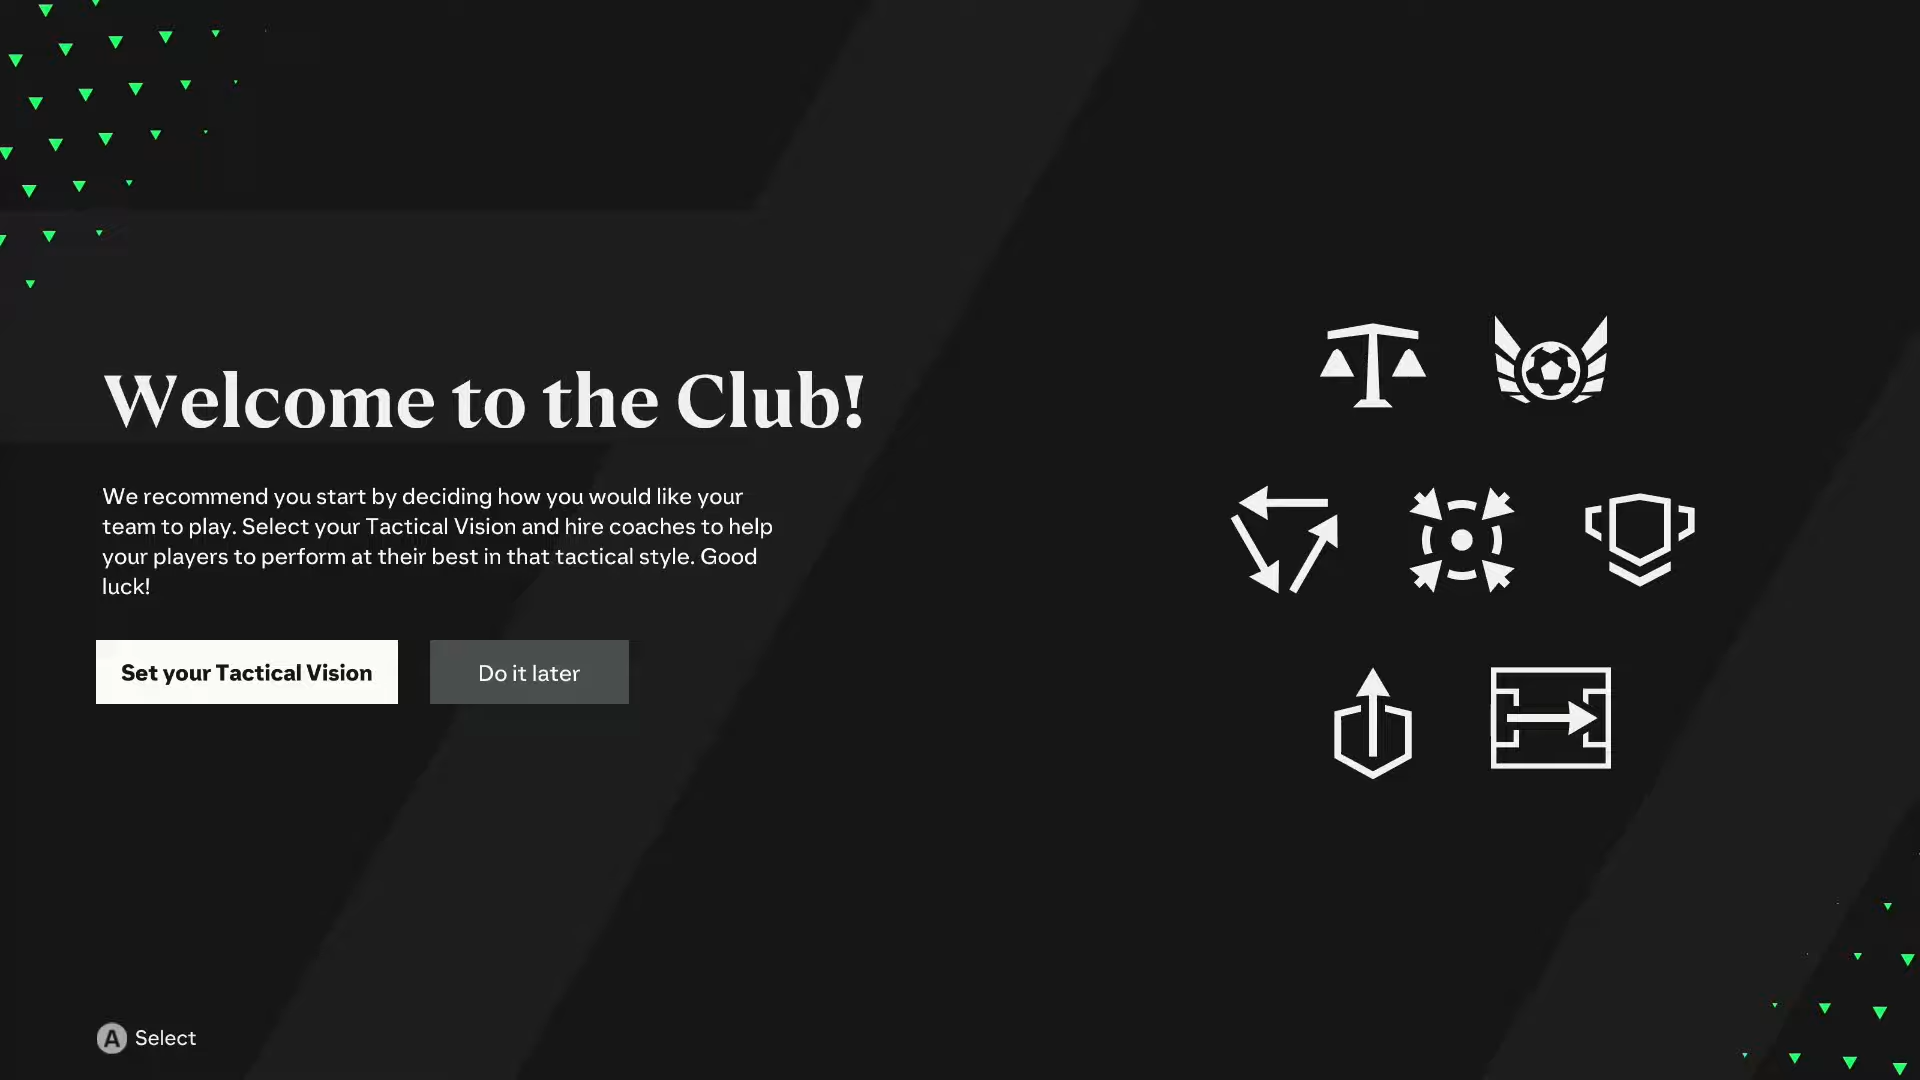 Welcome to the Club!
We recommend you start by deciding how you would like your
team to play. Select your Tactical Vision and hire coaches to help
your players to perform at their best in that tactical style. Good
luck!
Set your Tactical Vision
Do it later
A Select